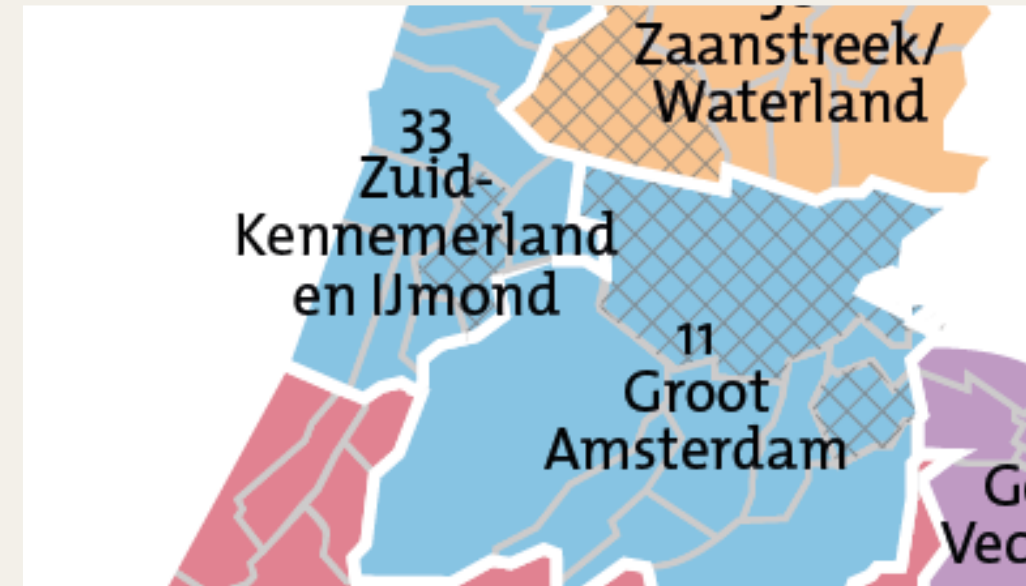 Zaanstreek/
Waterland
33
Zuid-
Kennemerland
en IJmond
11
Groot
Amsterdam